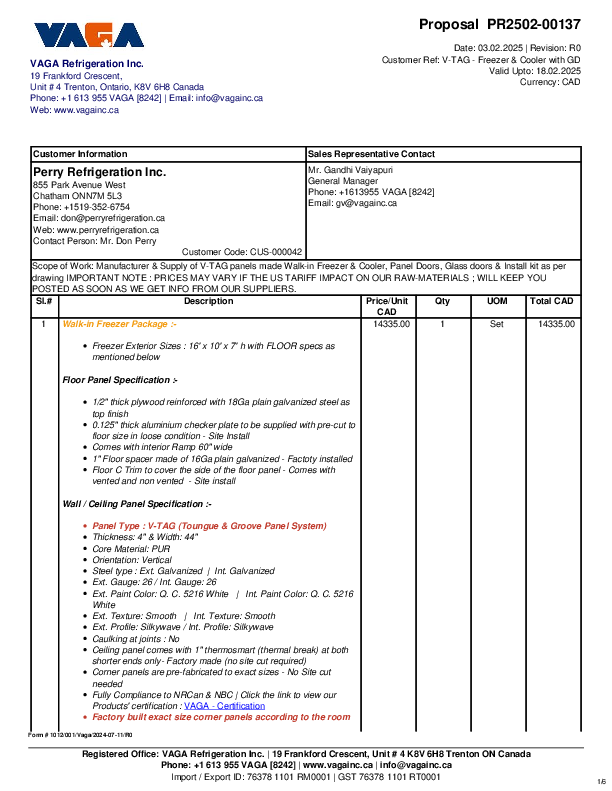 VAGA
Proposal PR2502-00137
Date: 03.02.2025 | Revision: R0
Customer Ref: V-TAG - Freezer & Cooler with GD
Valid Upto: 18.02.2025
Currency: CAD
VAGA Refrigeration Inc.
19 Frankford Crescent,
Unit # 4 Trenton, Ontario, K8V 6H8 Canada
Phone: +1 613 955 VAGA [8242] | Email: info@vagainc.ca
Web: www.vagainc.ca
Customer Information
Perry Refrigeration Inc.
855 Park Avenue West
Chatham ONN7M 5L3
Phone: +1519-352-6754
Email: don@perryrefrigeration.ca
Web: www.perryrefrigeration.ca
Contact Person: Mr. Don Perry
Customer Code: CUS-000042
Sales Representative Contact
Mr. Gandhi Vaiyapuri
General Manager
Phone: +1613955 VAGA [8242]
Email: gv@vagainc.ca
Scope of Work: Manufacturer & Supply of V-TAG panels made Walk-in Freezer & Cooler, Panel Doors, Glass doors & Install kit as per
drawing IMPORTANT NOTE : PRICES MAY VARY IF THE US TARIFF IMPACT ON OUR RAW-MATERIALS ; WILL KEEP YOU
POSTED AS SOON AS WE GET INFO FROM OUR SUPPLIERS.
Sl.# Description Price/Unit CAD Qty UOM Total CAD
1 Walk-in Freezer Package :- 14335.00 1 Set 14335.00
• Freezer Exterior Sizes : 16' x 10' x 7' h with FLOOR specs as
mentioned below
Floor Panel Specification :-
• 1/2" thick plywood reinforced with 18Ga plain galvanized steel as
top finish
• 0.125" thick aluminium checker plate to be supplied with pre-cut to
floor size in loose condition - Site Install
• Comes with interior Ramp 60" wide
• 1" Floor spacer made of 16Ga plain galvanized - Factoty installed
• Floor C Trim to cover the side of the floor panel - Comes with
vented and non vented - Site install
Wall / Ceiling Panel Specification :-
• Panel Type : V-TAG (Toungue & Groove Panel System)
• Thickness: 4" & Width: 44"
• Core Material: PUR
• Orientation: Vertical
• Steel type : Ext. Galvanized | Int. Galvanized
• Ext. Gauge: 26 / Int. Gauge: 26
• Ext. Paint Color: Q. C. 5216 White | Int. Paint Color: Q. C. 5216
White
• Ext. Texture: Smooth | Int. Texture: Smooth
• Ext. Profile: Silkywave / Int. Profile: Silkywave
• Caulking at joints : No
• Ceiling panel comes with 1" thermosmart (thermal break) at both
shorter ends only- Factory made (no site cut required)
• Corner panels are pre-fabricated to exact sizes - No Site cut
needed
• Fully Compliance to NRCan & NBC | Click the link to view our
Products' certification : VAGA - Certification
• Factory built exact size corner panels according to the room
Form # 1012/001/Vaga/2024-07-11/R0
Registered Office: VAGA Refrigeration Inc. | 19 Frankford Crescent, Unit # 4 K8V 6H8 Trenton ON Canada
Phone: +1 613 955 VAGA [8242] | www.vagainc.ca | info@vagainc.ca
Import / Export ID: 76378 1101 RM0001 | GST 76378 1101 RT0001
1/6